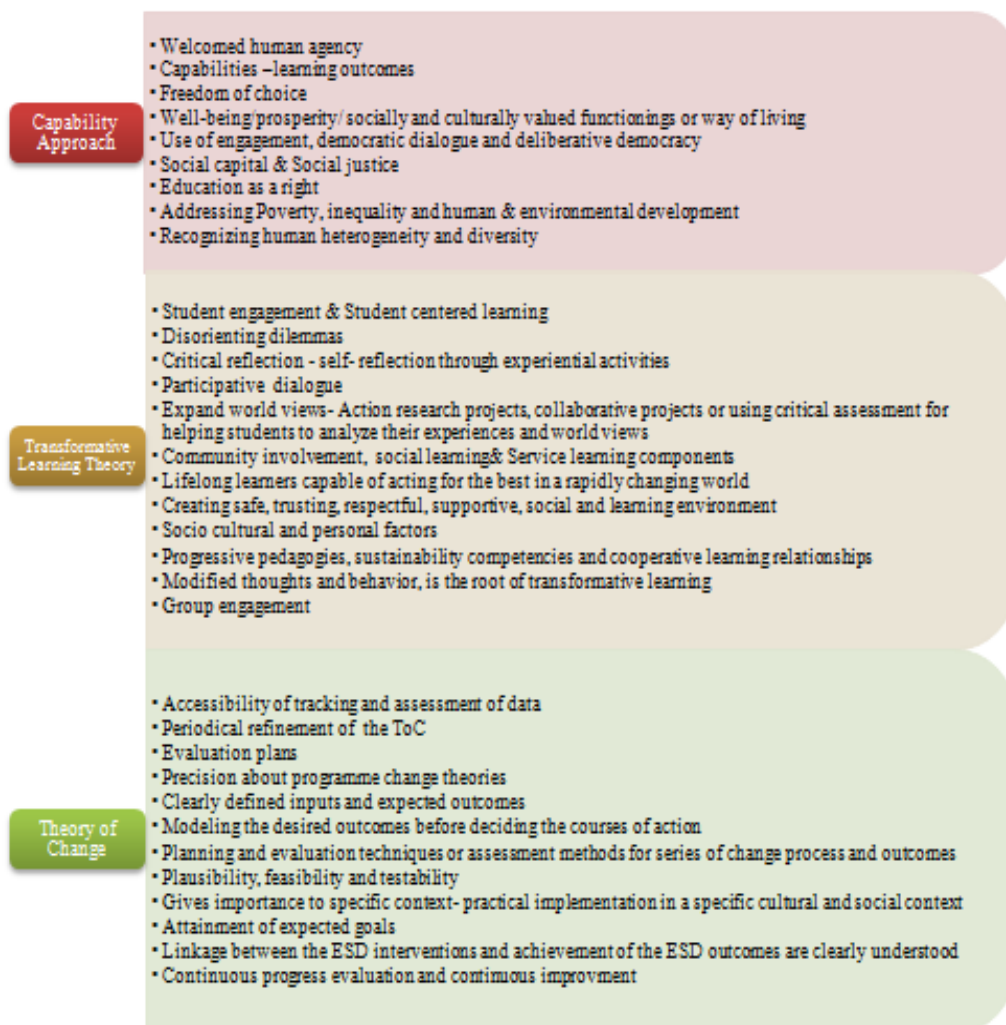 Capability
Approach
• Welcomed human agency
• Capabilities –learning outcomes
• Freedom of choice
• Well-being/prosperity/ socially and culturally valued functionings or way of living
• Use of engagement, democratic dialogue and deliberative democracy
• Social capital & Social justice
• Education as a right
• Addressing Poverty, inequality and human & environmental development
• Recognizing human heterogeneity and diversity
Transformative
Learning Theory
• Student engagement & Student centered learning
• Disorienting dilemmas
• Critical reflection - self- reflection through experiential activities
• Participative dialogue
• Expand world views- Action research projects, collaborative projects or using critical assessment for
helping students to analyze their experiences and world views
• Community involvement, social learning& Service learning components
• Lifelong learners capable of acting for the best in a rapidly changing world
• Creating safe, trusting, respectful, supportive, social and learning environment
• Socio cultural and personal factors
• Progressive pedagogies, sustainability competencies and cooperative learning relationships
• Modified thoughts and behavior, is the root of transformative learning
• Group engagement
Theory of
Change
• Accessibility of tracking and assessment of data
• Periodical refinement of the ToC
• Evaluation plans
• Precision about programme change theories
• Clearly defined inputs and expected outcomes
• Modeling the desired outcomes before deciding the courses of action
• Planning and evaluation techniques or assessment methods for series of change process and outcomes
• Plausibility, feasibility and testability
• Gives importance to specific context- practical implementation in a specific cultural and social context
• Attainment of expected goals
• Linkage between the ESD interventions and achievement of the ESD outcomes are clearly understood
• Continuous progress evaluation and continuous improvment